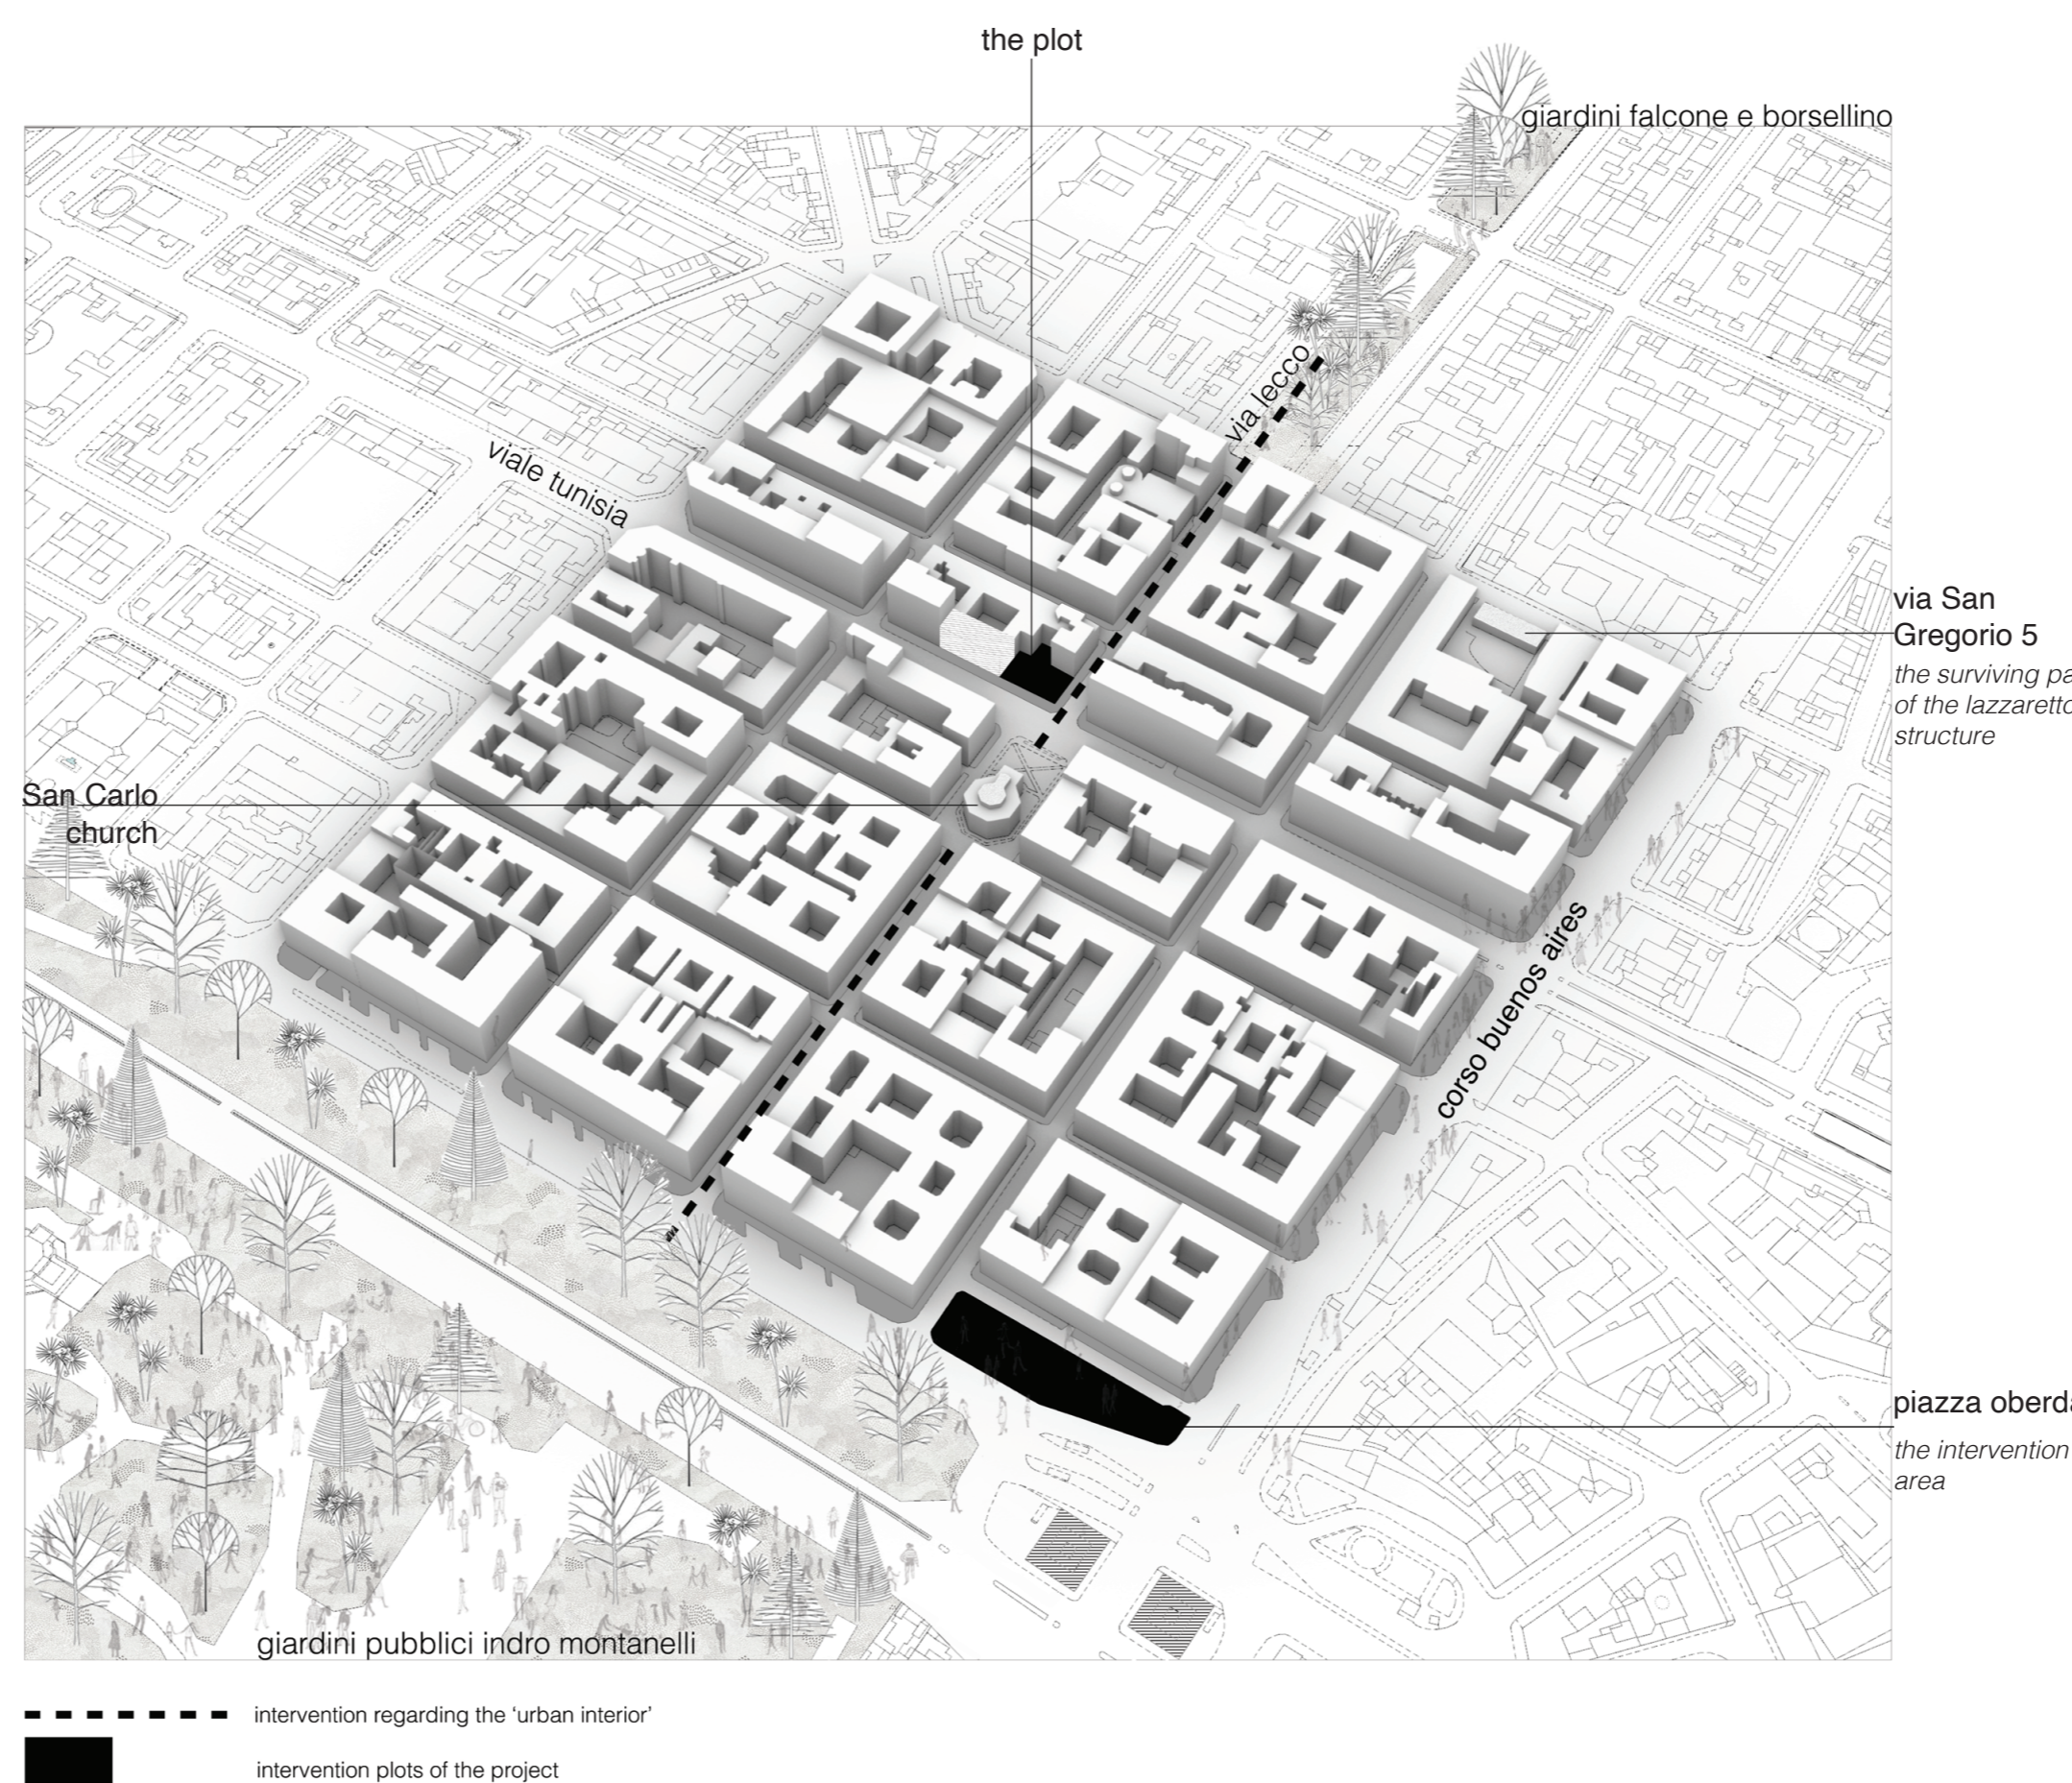 the plot
giardini falcone e borsellino
via lecco
viale tunisia
via San
Gregorio 5
the surviving
of the lazzaretto
structure
San Carlo
church
corso buenos aires
piazza
the intervention
area
giardini pubblici indro montanelli
intervention regarding the ‘urban interior’
intervention plots of the project